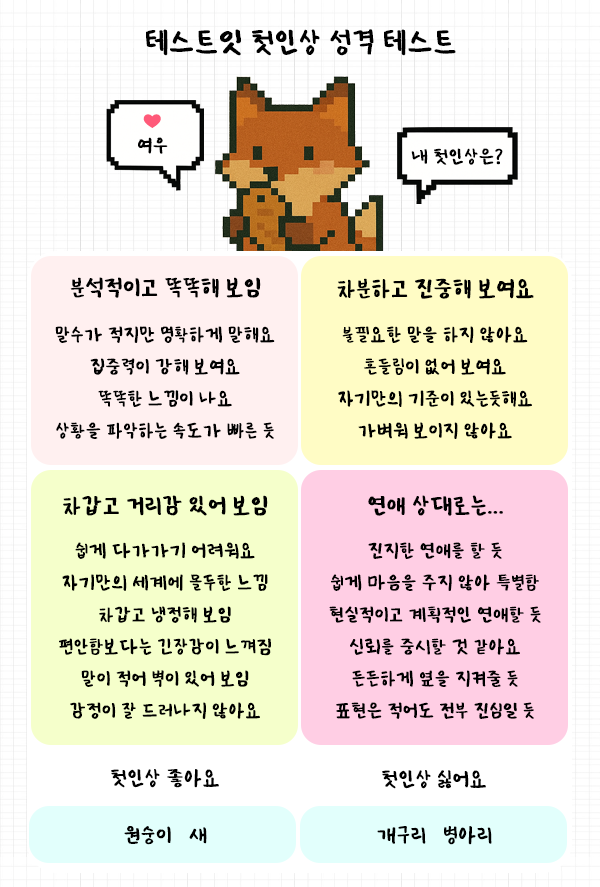 테스트잇 첫인상 성격 테스트
여우
내 첫인상은?
분석적이고 똑똑해 보임
말수가 적지만 명확하게 말해요
집중력이 강해 보여요
똑똑한 느낌이 나요
상황을 파악하는 속도가 빠른 듯
차분하고 진중해 보여요
불필요한 말을 하지 않아요
흔들림이 없어 보여요
자기만의 기준이 있는듯해요
가벼워 보이지 않아요
차갑고 거리감 있어 보임
쉽게 다가가기 어려워요
자기만의 세계에 몰두한 느낌
차갑고 냉정해 보임
편안함보다는 긴장감이 느껴짐
말이 적어 벽이 있어 보임
감정이 잘 드러나지 않아요
연애 상대로는...
진지한 연애를 할 듯
쉽게 마음을 주지 않아 특별함
현실적이고 계획적인 연애할 듯
신뢰를 중시할 것 같아요
든든하게 옆을 지켜줄 듯
표현은 적어도 전부 진심일 듯
첫인상 좋아요
원숭이 새
첫인상 싫어요
개구리 병아리